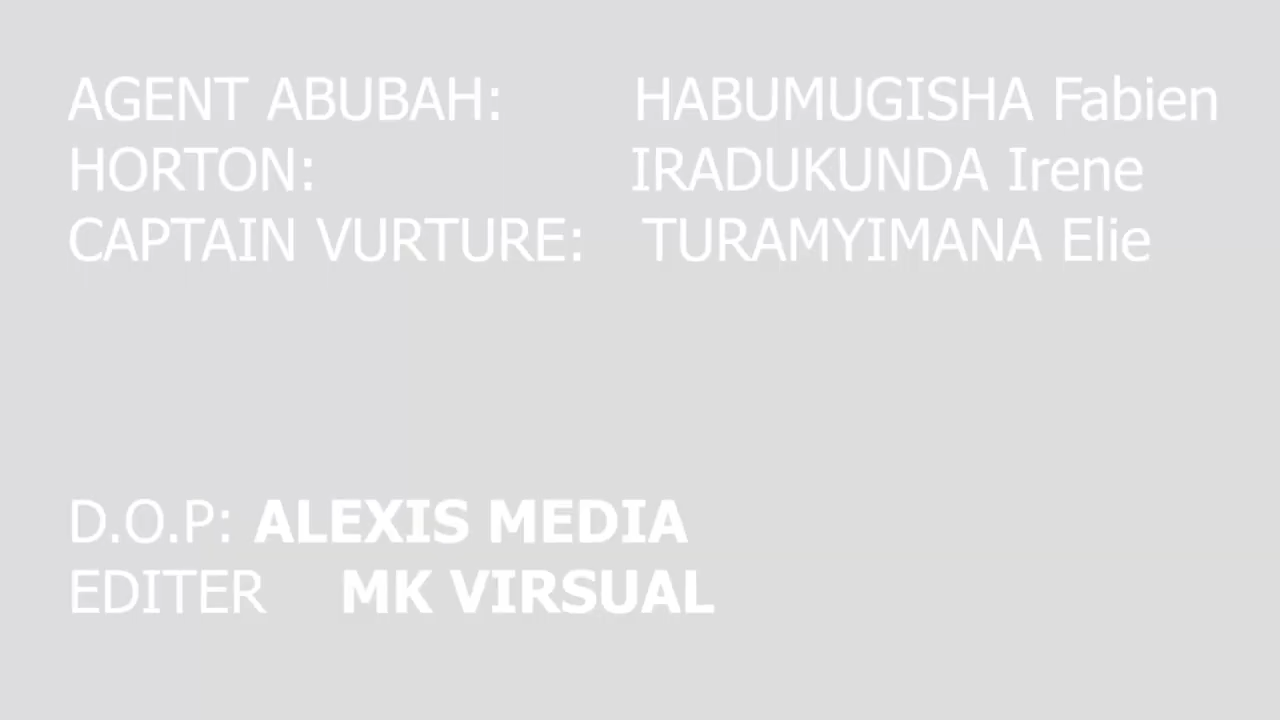 AGENT ABUBAH: HABUMUGISHA Fabien
HORTON: IRADUKUNDA Irene
CAPTAIN VURTURE: TURAMYIMANA Elie
D.O.P: ALEXIS MEDIA
EDITER MK VIRSUAL